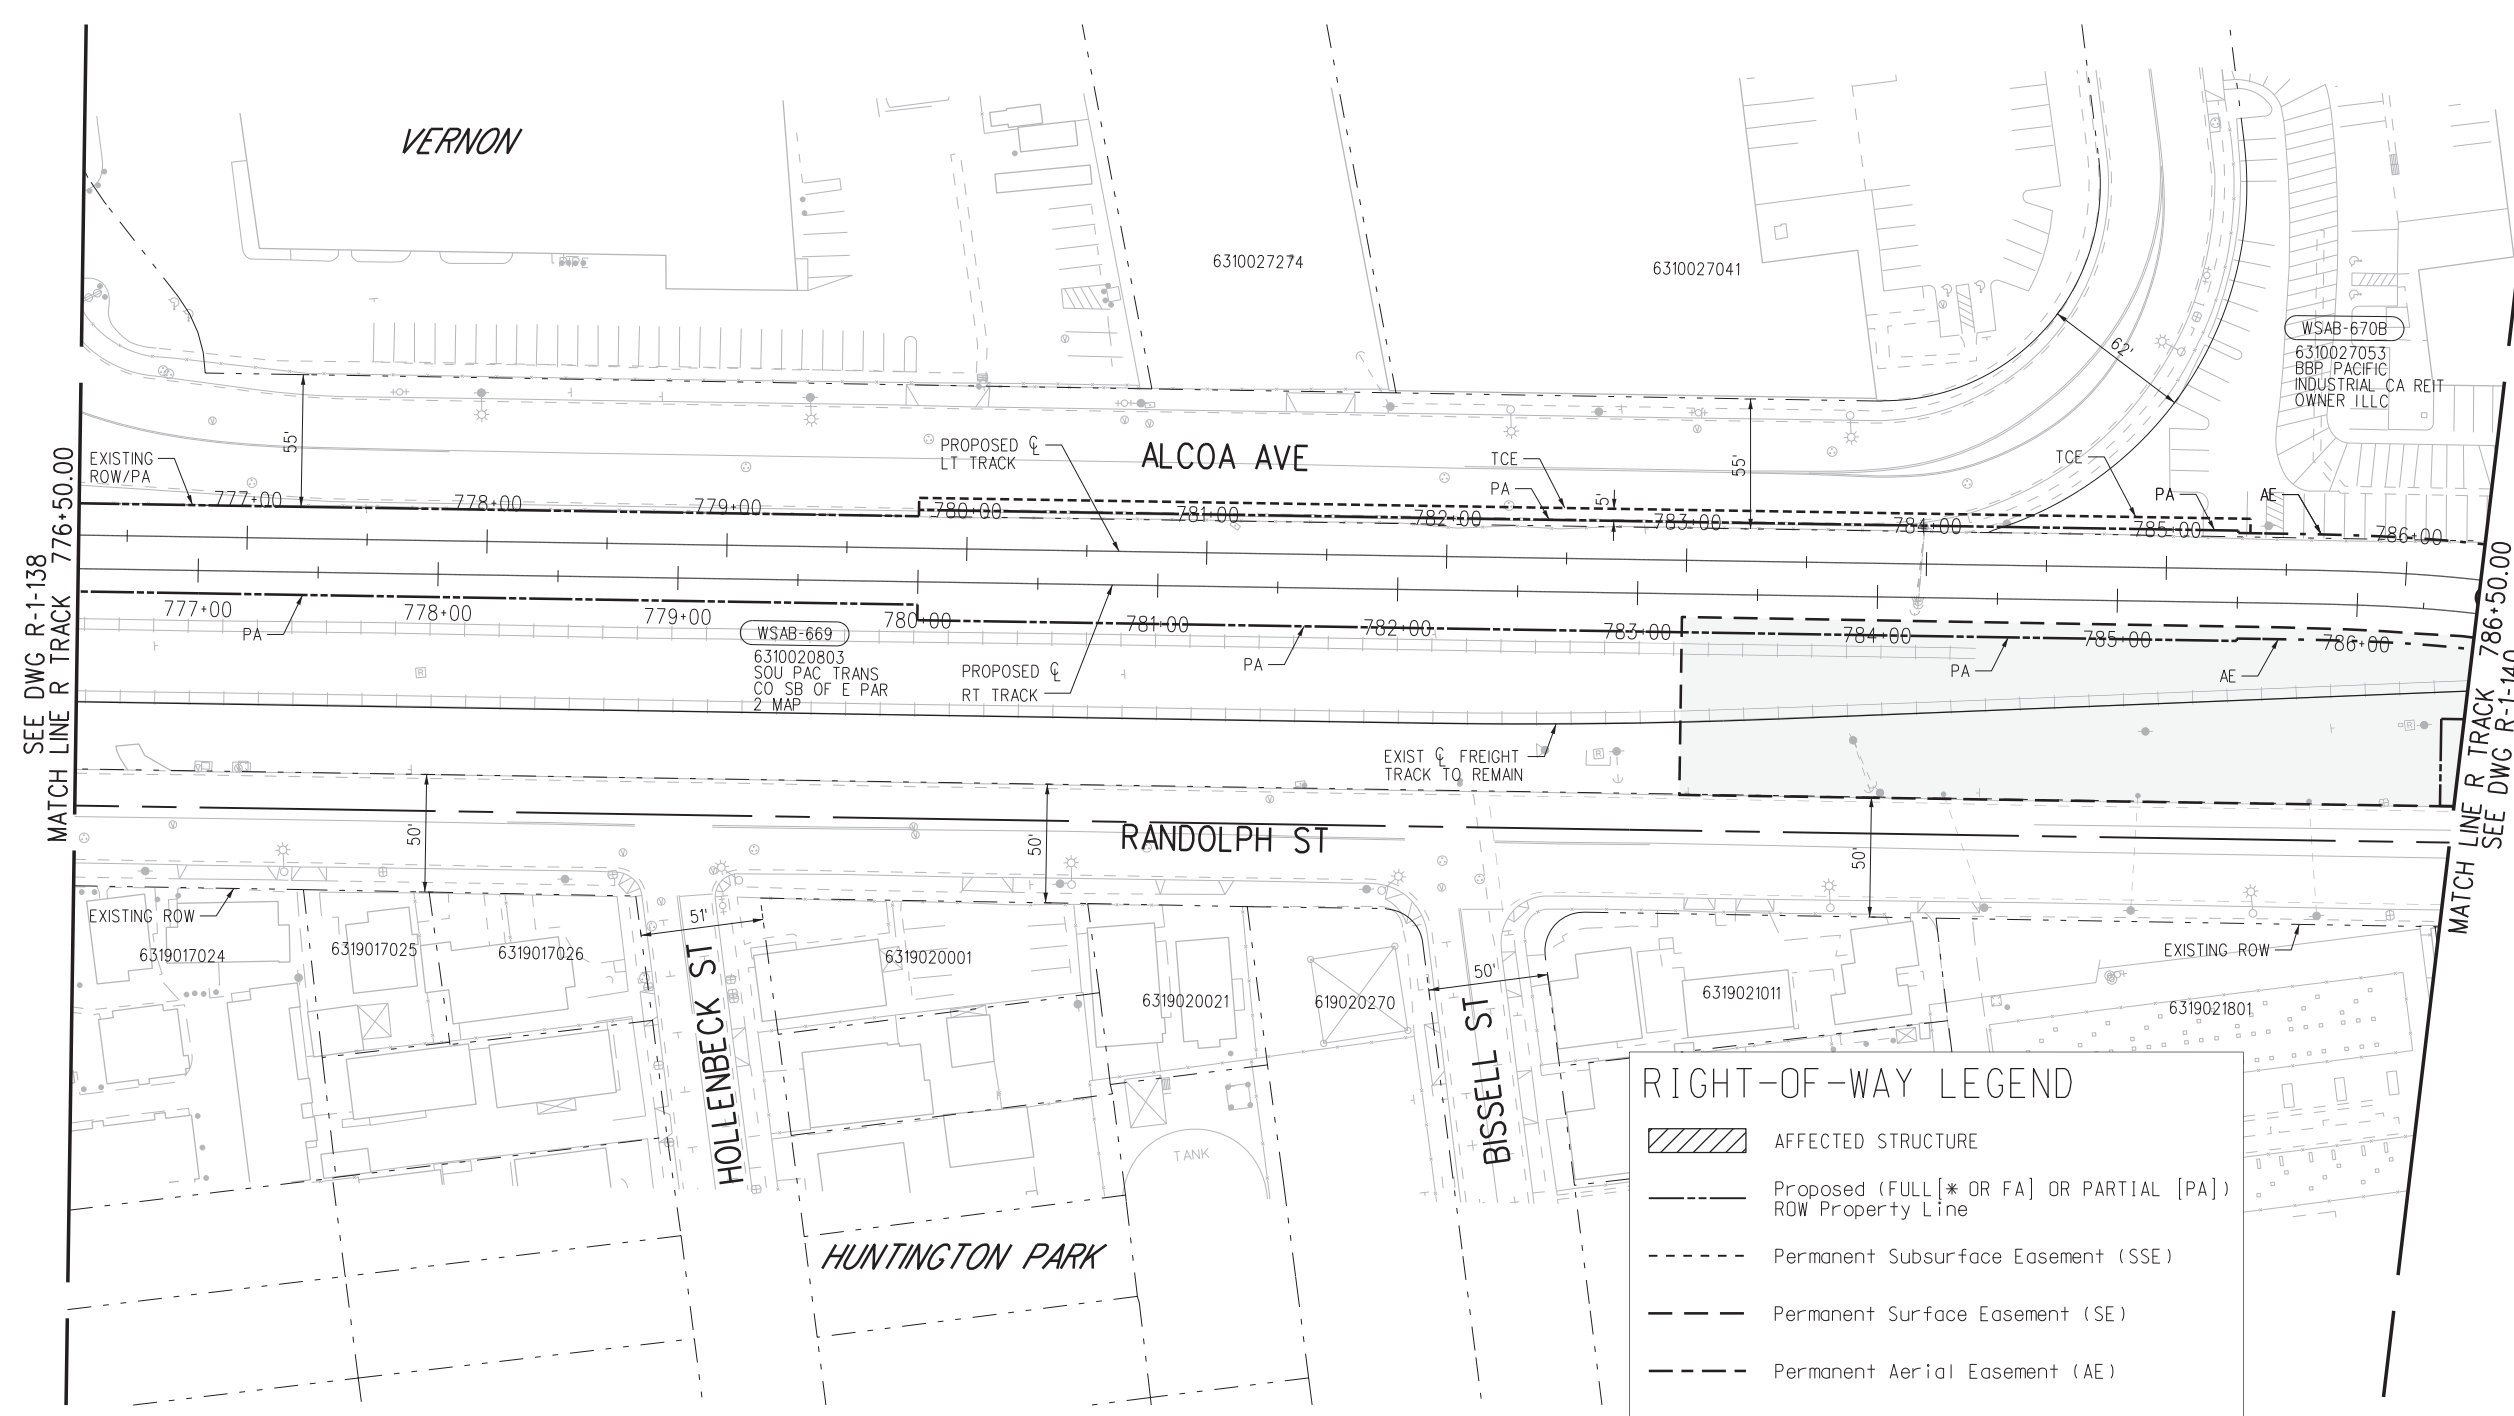 VERNON
6310027274
6310027041
WSAB-670B
6310027053
BBP PACIFIC
INDUSTRIAL CA REIT
OWNER ILLC
62'
55'
55'
EXISTING
ROW/PA
PROPOSED ℄
LT TRACK
ALCOA AVE
TCE
PA
5'
TCE
PA
AE
777+00
778+00
779+00
780+00
781+00
782+00
783+00
784+00
785+00
786+00
SEE DWG R-1-138
MATCH LINE R TRACK 776+50.00
MATCH LINE R TRACK 786+50.00
SEE DWG R-1-140
777+00
778+00
779+00
780+00
781+00
782+00
783+00
784+00
785+00
786+00
PA
WSAB-669
6310020803
SOU PAC TRANS
CO SB OF E PAR
2 MAP
PROPOSED ℄
RT TRACK
PA
PA
AE
R
R
R
EXIST ℄ FREIGHT
TRACK TO REMAIN
50'
50'
50'
RANDOLPH ST
EXISTING ROW
EXISTING ROW
51'
50'
6319017024
6319017025
6319017026
6319020001
6319020021
619020270
6319021011
6319021801
HOLLENBECK ST
BISSELL ST
TANK
HUNTINGTON PARK
RIGHT-OF-WAY LEGEND
AFFECTED STRUCTURE
Proposed (FULL[* OR FA] OR PARTIAL [PA])
ROW Property Line
Permanent Subsurface Easement (SSE)
Permanent Surface Easement (SE)
Permanent Aerial Easement (AE)